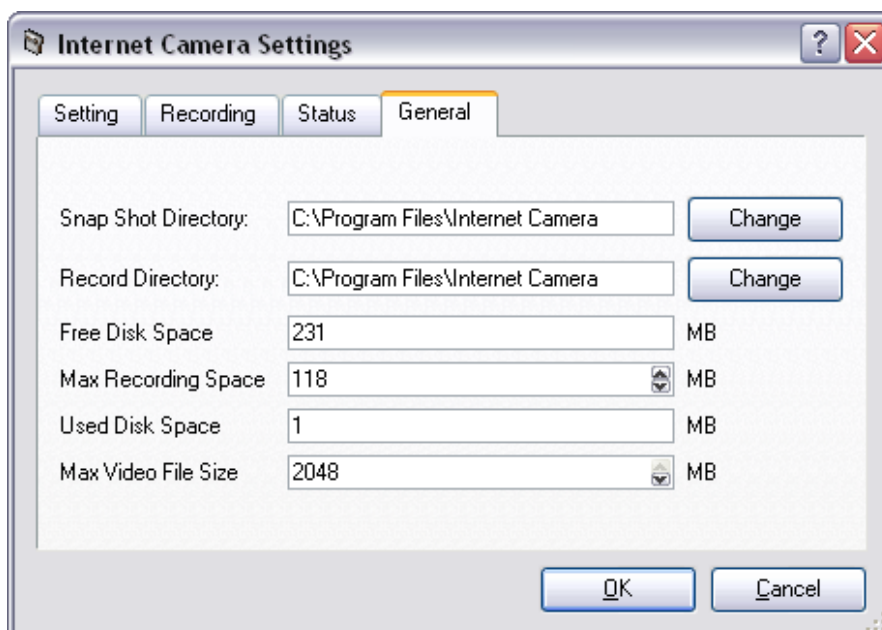 Internet Camera Settings
Setting Recording Status General
Snap Shot Directory: C:\Program Files\Internet Camera Change
Record Directory: C:\Program Files\Internet Camera Change
Free Disk Space 231 MB
Max Recording Space 118 MB
Used Disk Space 1 MB
Max Video File Size 2048 MB
OK Cancel